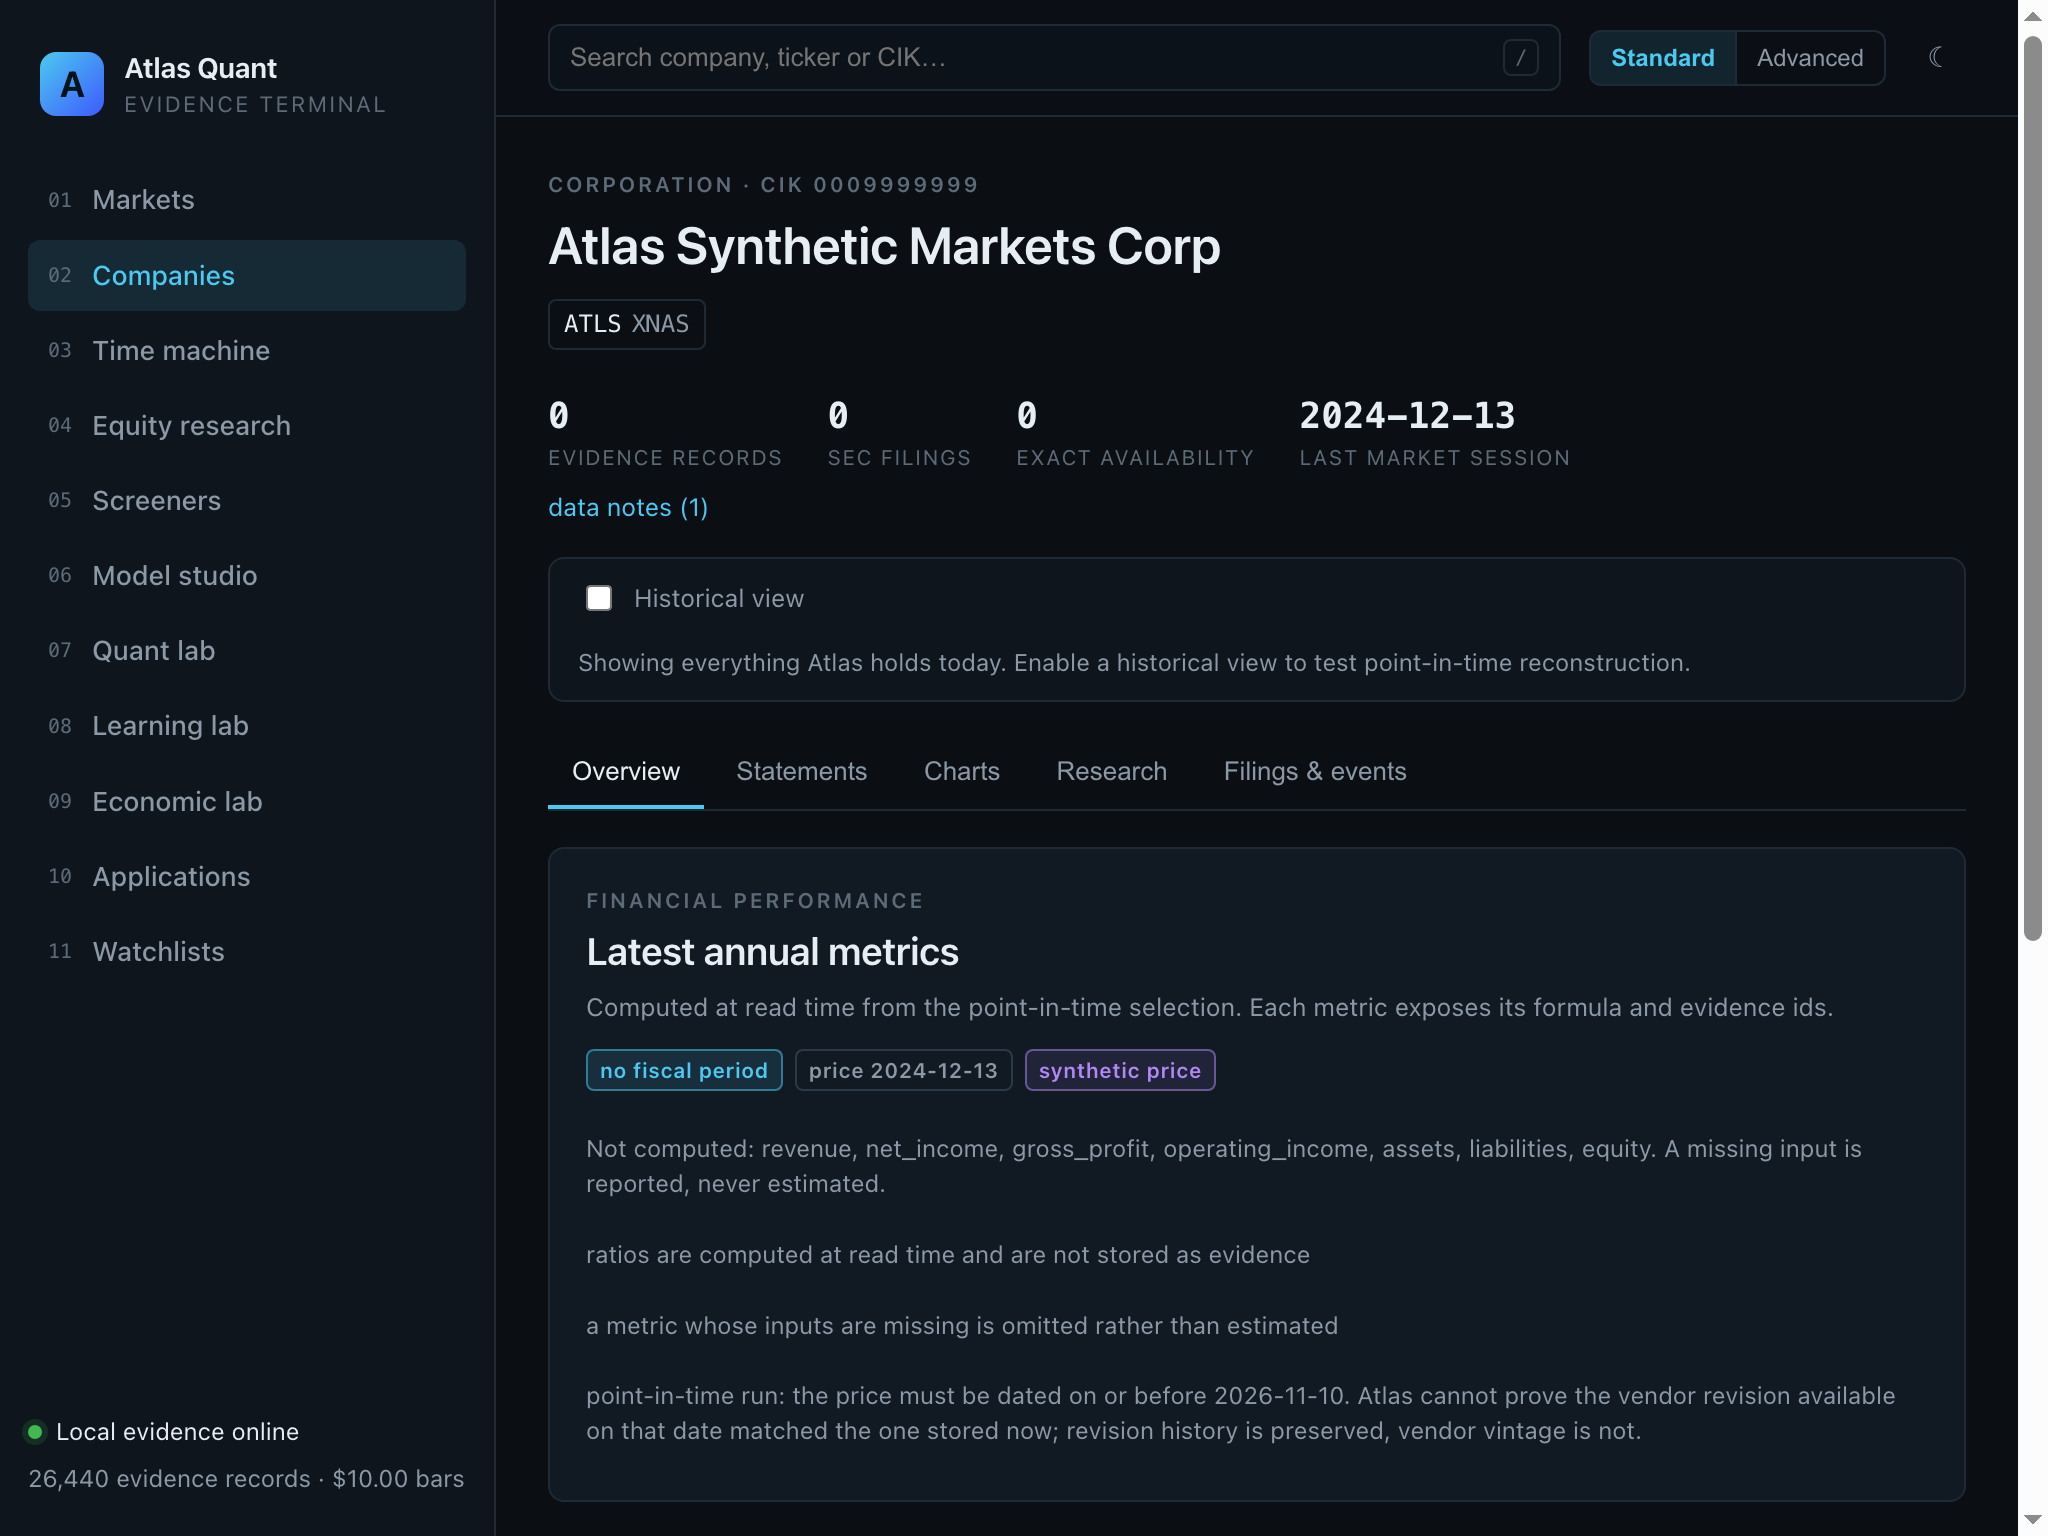 A
Atlas Quant
EVIDENCE TERMINAL
01 Markets
02 Companies
03 Time machine
04 Equity research
05 Screeners
06 Model studio
07 Quant lab
08 Learning lab
09 Economic lab
10 Applications
11 Watchlists
Local evidence online
26,440 evidence records · $10.00 bars
Search company, ticker or CIK…
/
Standard Advanced
☾
CORPORATION · CIK 0009999999
Atlas Synthetic Markets Corp
ATLS XNAS
0 0 0 2024-12-13
EVIDENCE RECORDS SEC FILINGS EXACT AVAILABILITY LAST MARKET SESSION
data notes (1)
Historical view
Showing everything Atlas holds today. Enable a historical view to test point-in-time reconstruction.
Overview Statements Charts Research Filings & events
FINANCIAL PERFORMANCE
Latest annual metrics
Computed at read time from the point-in-time selection. Each metric exposes its formula and evidence ids.
no fiscal period price 2024-12-13 synthetic price
Not computed: revenue, net_income, gross_profit, operating_income, assets, liabilities, equity. A missing input is
reported, never estimated.
ratios are computed at read time and are not stored as evidence
a metric whose inputs are missing is omitted rather than estimated
point-in-time run: the price must be dated on or before 2026-11-10. Atlas cannot prove the vendor revision available
on that date matched the one stored now; revision history is preserved, vendor vintage is not.